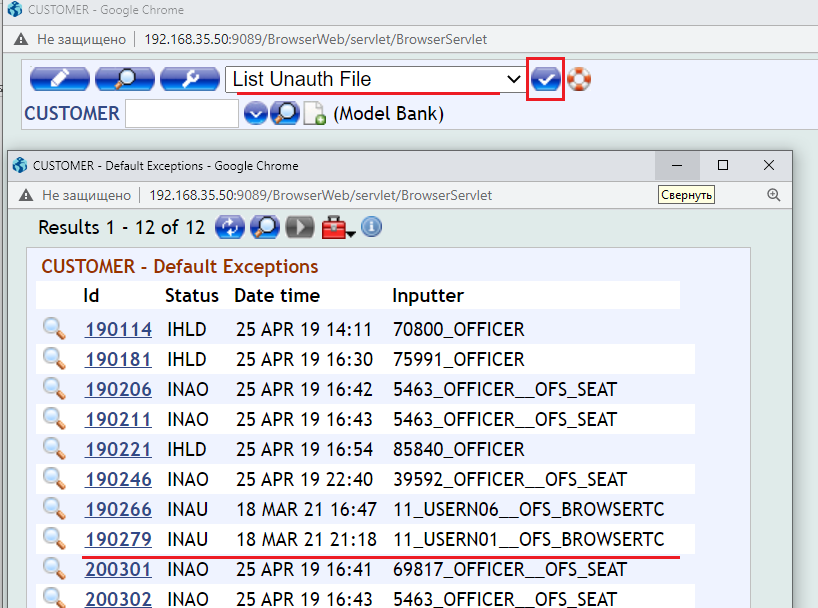 CUSTOMER - Google Chrome
Не защищено 192.168.35.50:9089/BrowserWeb/servlet/BrowserServlet
List Unauth File
CUSTOMER (Model Bank)
CUSTOMER - Default Exceptions - Google Chrome
Не защищено 192.168.35.50:9089/BrowserWeb/servlet/BrowserServlet
Свернуть
Results 1 - 12 of 12
CUSTOMER - Default Exceptions
Id Status Date time Inputter
190114 IHLD 25 APR 19 14:11 70800_OFFICER
190181 IHLD 25 APR 19 16:30 75991_OFFICER
190206 INAO 25 APR 19 16:42 5463_OFFICER__OFS_SEAT
190211 INAO 25 APR 19 16:43 5463_OFFICER__OFS_SEAT
190221 IHLD 25 APR 19 16:54 85840_OFFICER
190246 INAO 25 APR 19 22:40 39592_OFFICER__OFS_SEAT
190266 INAU 18 MAR 21 16:47 11_USERN06__OFS_BROWSERTC
190279 INAU 18 MAR 21 21:18 11_USERN01__OFS_BROWSERTC
200301 INAO 25 APR 19 16:41 69817_OFFICER__OFS_SEAT
200302 INAO 25 APR 19 16:43 5463_OFFICER__OFS_SEAT